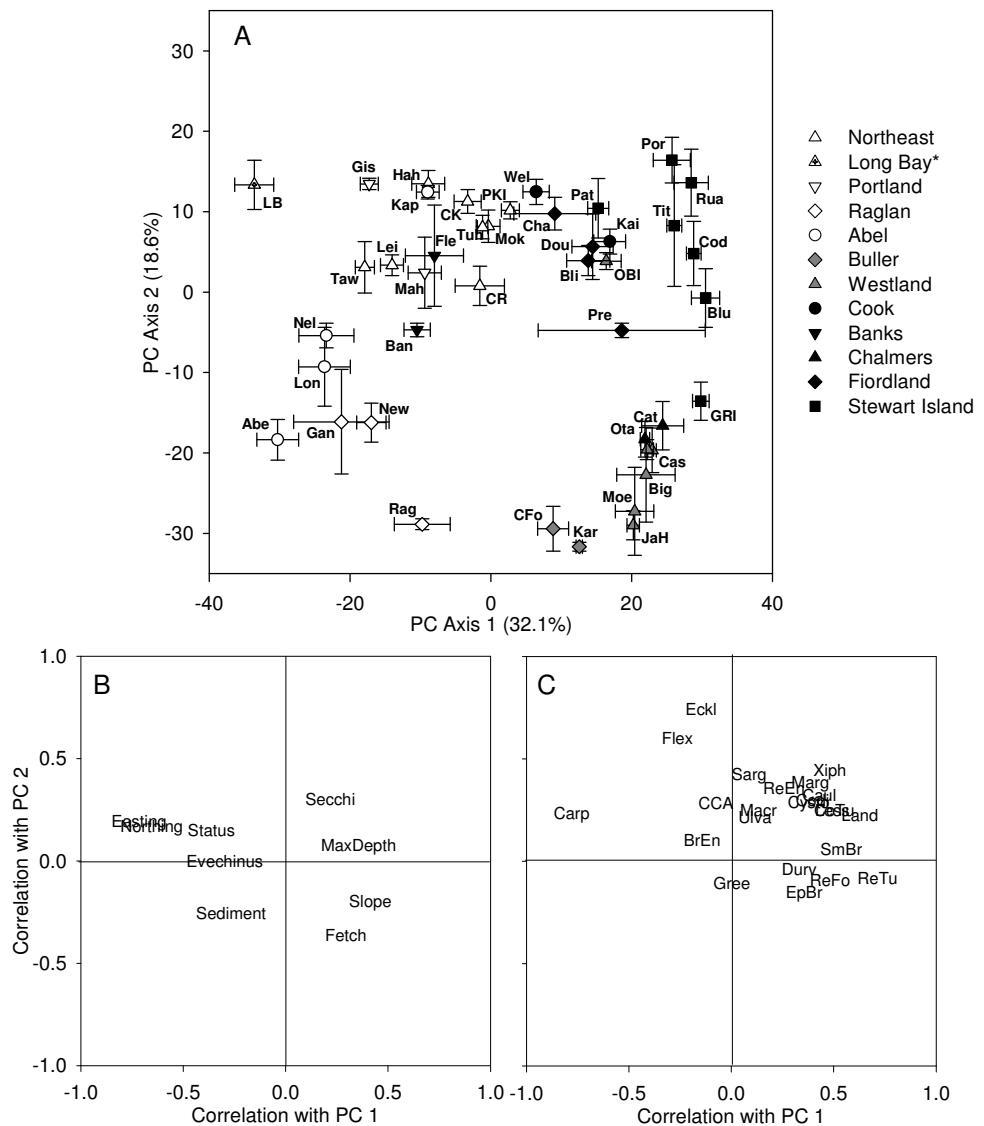 A
30
20
10
0
-10
-20
-30
PC Axis 2 (18.6%)
-40
-20
0
20
40
PC Axis 1 (32.1%)
LB
Gis
Hah
Kap
CK
PKI
Tuh
Mok
Wel
Cha
Pat
Kai
Dou
Bli
OBI
Por
Rua
Tit
Cod
Blu
Taw
Lei
Mah
Fle
CR
Ban
Pre
Nel
Lon
Abe
Gan
New
Rag
GRI
Cat
Ota
Cas
Big
Moe
JaH
CFo
Kar
Northeast
Long Bay*
Portland
Raglan
Abel
Buller
Westland
Cook
Banks
Chalmers
Fiordland
Stewart Island
B
1.0
0.5
0.0
-0.5
-1.0
Correlation with PC 2
-1.0
-0.5
0.0
0.5
1.0
Correlation with PC 1
Secchi
Easting
Northing
Status
MaxDepth
Evechinus
Slope
Sediment
Fetch
C
-1.0
-0.5
0.0
0.5
1.0
Correlation with PC 1
Eckl
Flex
Sarg
Xiph
Marg
ReEn
Caul
CCA
Macr
Ulva
Land
Carp
BrEn
SmBr
Gree
Durv
ReFo
ReTu
EpBr